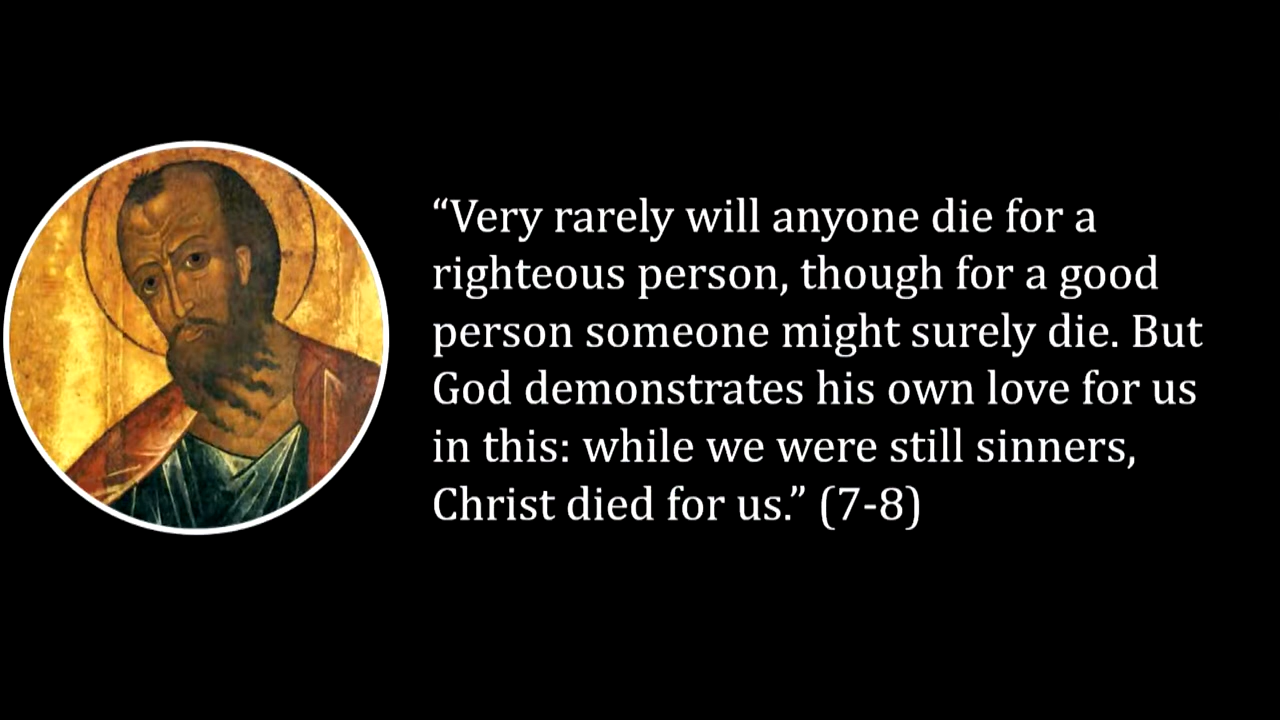 “Very rarely will anyone die for a
righteous person, though for a good
person someone might surely die. But
God demonstrates his own love for us
in this: while we were still sinners,
Christ died for us.” (7-8)